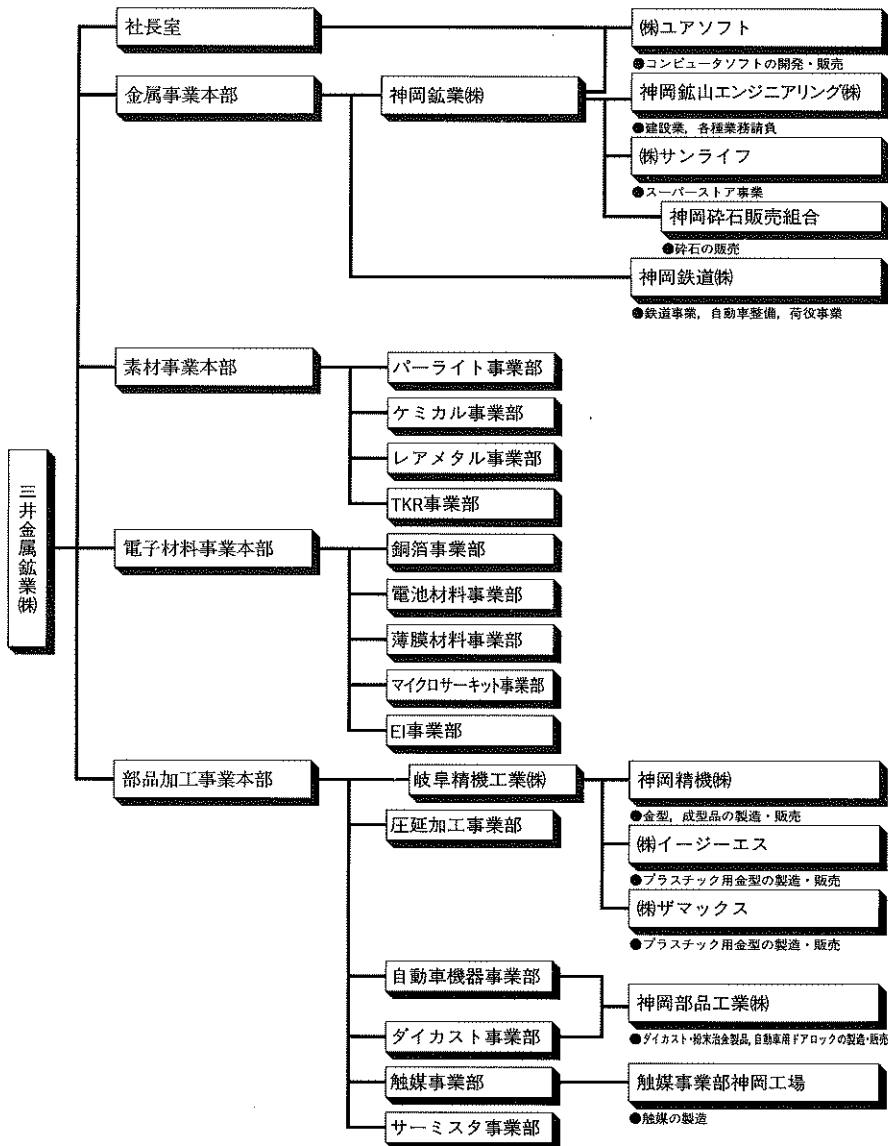 社長室
㈱ユアソフト
●コンピュータソフトの開発・販売
金属事業本部
神岡鉱業㈱
神岡鉱山エンジニアリング㈱
●建設業，各種業務請負
㈱サンライフ
●スーパーストア事業
神岡砕石販売組合
●砕石の販売
神岡鉄道㈱
●鉄道事業，自動車整備，荷役事業
素材事業本部
パーライト事業部
ケミカル事業部
レアメタル事業部
TKR事業部
三井金属鉱業㈱
電子材料事業本部
銅箔事業部
電池材料事業部
薄膜材料事業部
マイクロサーキット事業部
EI事業部
部品加工事業本部
岐阜精機工業㈱
神岡精機㈱
●金型，成型品の製造・販売
圧延加工事業部
㈱イージーエス
●プラスチック用金型の製造・販売
㈱ザマックス
●プラスチック用金型の製造・販売
自動車機器事業部
神岡部品工業㈱
●ダイカスト・粉末冶金製品，自動車用ドアロックの製造・販売
ダイカスト事業部
触媒事業部
触媒事業部神岡工場
●触媒の製造
サーミスタ事業部